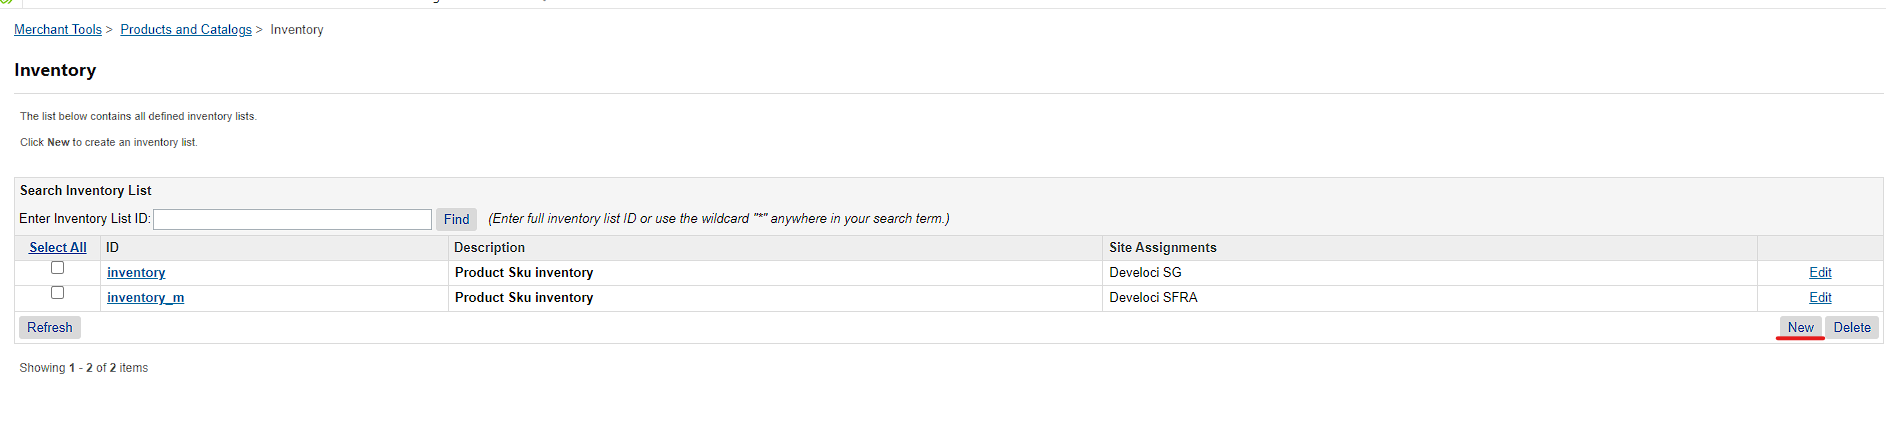 Merchant Tools > Products and Catalogs > Inventory
Inventory
The list below contains all defined inventory lists.
Click New to create an inventory list.
Search Inventory List
Enter Inventory List ID: Find (Enter full inventory list ID or use the wildcard "*" anywhere in your search term.)
Select All ID Description Site Assignments
inventory Product Sku inventory Develoci SG Edit
inventory_m Product Sku inventory Develoci SFRA Edit
Refresh New Delete
Showing 1 - 2 of 2 items